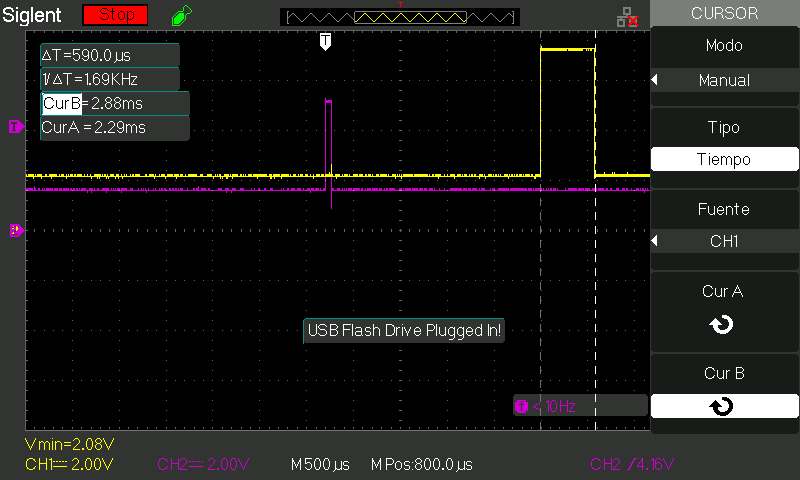 Siglent Stop CURSOR
T
ΔT=590.0µs
1/ΔT=1.69KHz
CurB=2.88ms
CurA=2.29ms
T
Modo
Manual
Tipo
Tiempo
Fuente
CH1
Cur A
Cur B
USB Flash Drive Plugged In!
T < 10Hz
Vmin=2.08V
CH1 2.00V CH2 2.00V M 500µs M Pos:800.0µs CH2 /4.16V